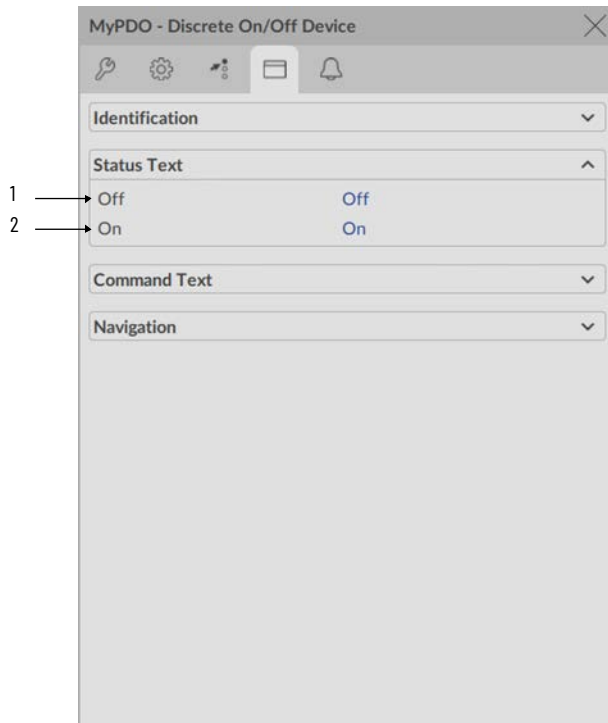 MyPDO - Discrete On/Off Device
Identification
Status Text
1 Off Off
2 On On
Command Text
Navigation